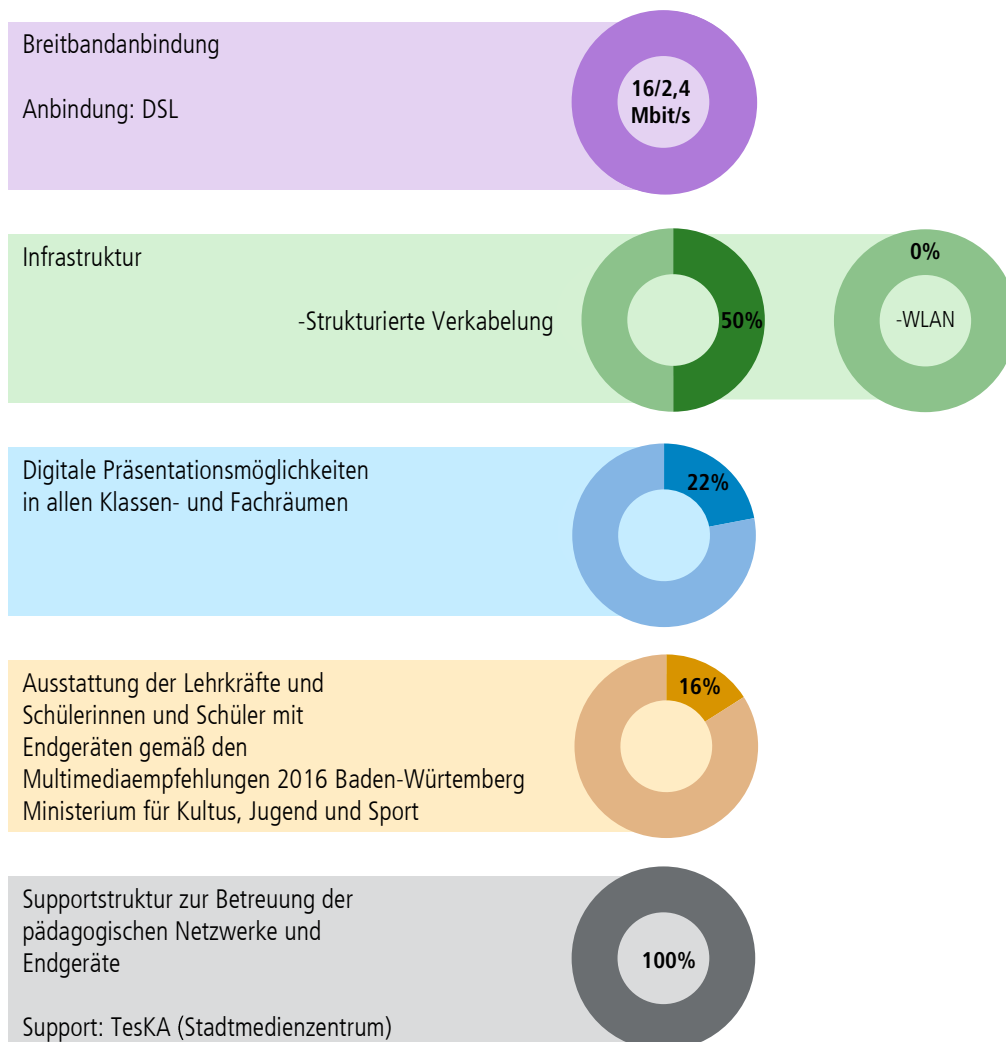 Breitbandanbindung
Anbindung: DSL
16/2,4
Mbit/s
Infrastruktur
-Strukturierte Verkabelung
50%
0%
-WLAN
Digitale Präsentationsmöglichkeiten
in allen Klassen- und Fachräumen
22%
Ausstattung der Lehrkräfte und
Schülerinnen und Schüler mit
Endgeräten gemäß den
Multimediaempfehlungen 2016 Baden-Würtemberg
Ministerium für Kultus, Jugend und Sport
16%
Supportstruktur zur Betreuung der
pädagogischen Netzwerke und
Endgeräte
Support: TesKA (Stadtmedienzentrum)
100%